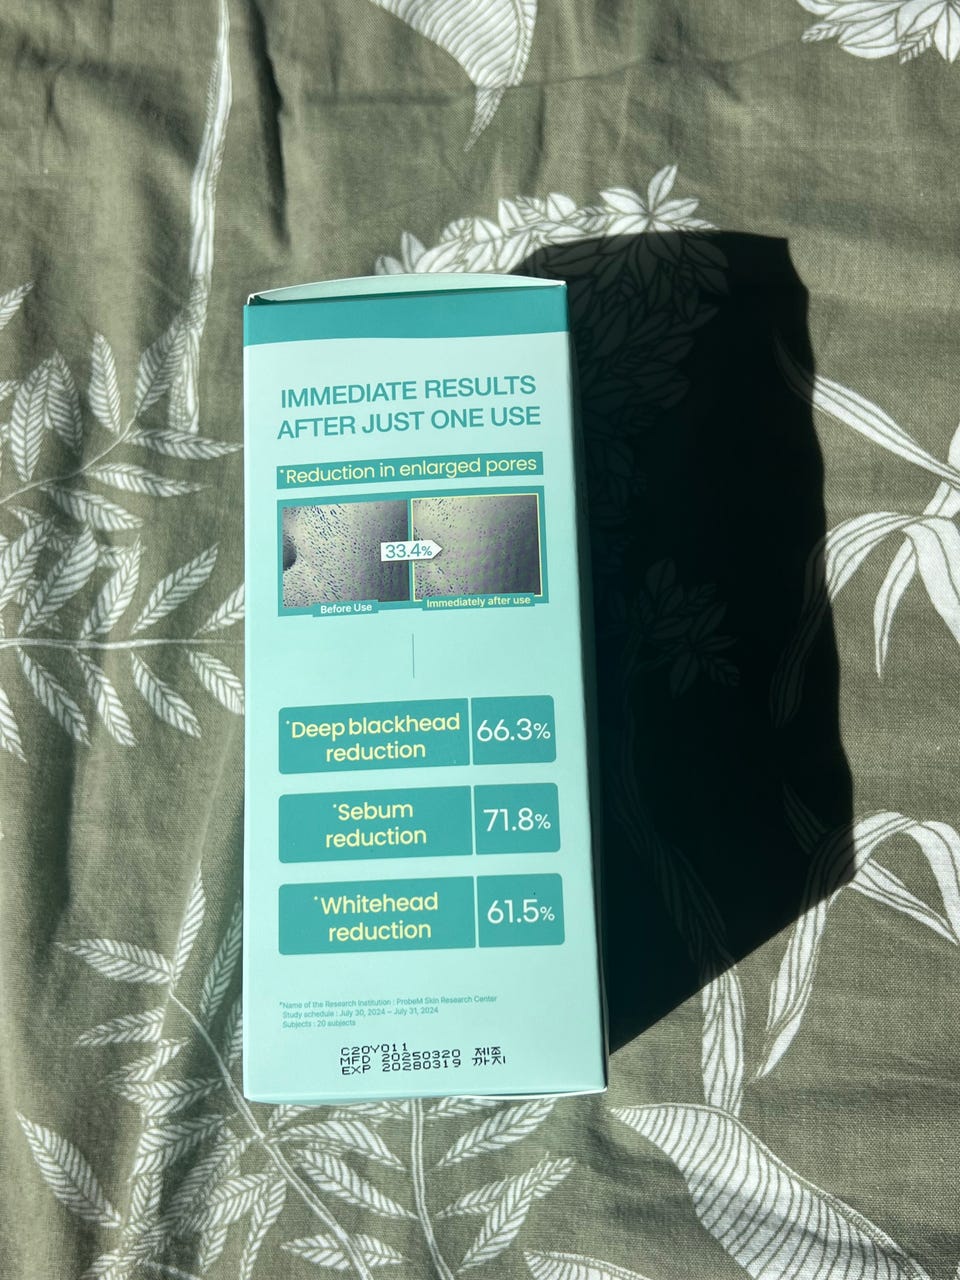 IMMEDIATE RESULTS
AFTER JUST ONE USE
*Reduction in enlarged pores
33.4%
Before Use
Immediately after use
*Deep blackhead
reduction
66.3%
*Sebum
reduction
71.8%
*Whitehead
reduction
61.5%
*Name of the Research Institution : ProbeM Skin Research Center
Study schedule : July 30, 2024 – July 31, 2024
Subjects : 20 subjects
C20Y011
MFD 20250320 제조
EXP 20280319 까지